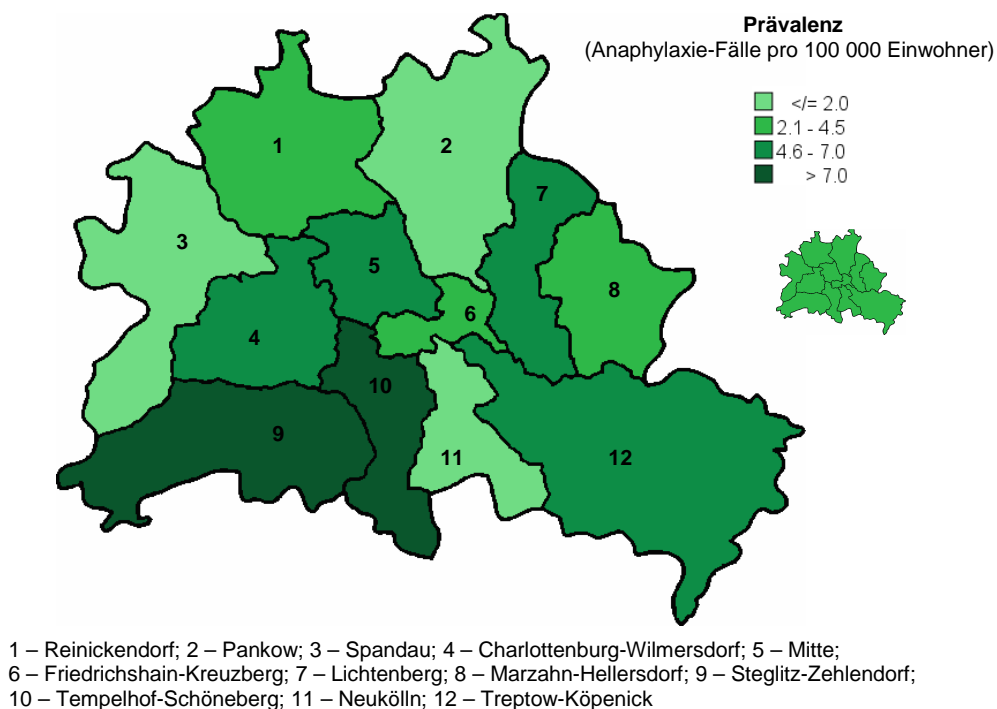 Prävalenz
(Anaphylaxie-Fälle pro 100 000 Einwohner)
</= 2.0
2.1 - 4.5
4.6 - 7.0
> 7.0
1
2
3
4
5
6
7
8
9
10
11
12
1 – Reinickendorf; 2 – Pankow; 3 – Spandau; 4 – Charlottenburg-Wilmersdorf; 5 – Mitte;
6 – Friedrichshain-Kreuzberg; 7 – Lichtenberg; 8 – Marzahn-Hellersdorf; 9 – Steglitz-Zehlendorf;
10 – Tempelhof-Schöneberg; 11 – Neukölln; 12 – Treptow-Köpenick